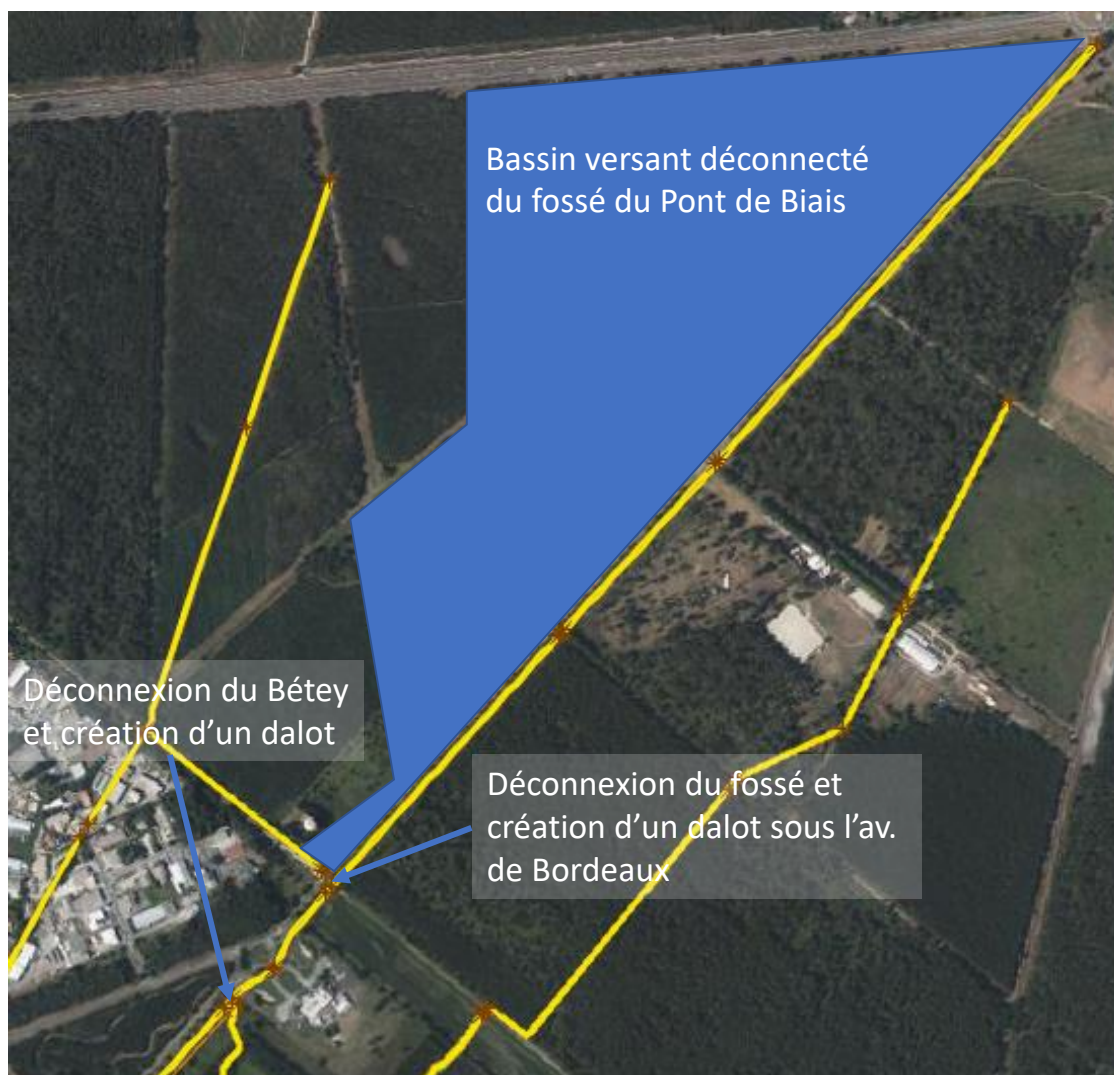 Bassin versant déconnecté
du fossé du Pont de Biais
Déconnexion du Bétey
et création d’un dalot
Déconnexion du fossé et
création d’un dalot sous l’av.
de Bordeaux